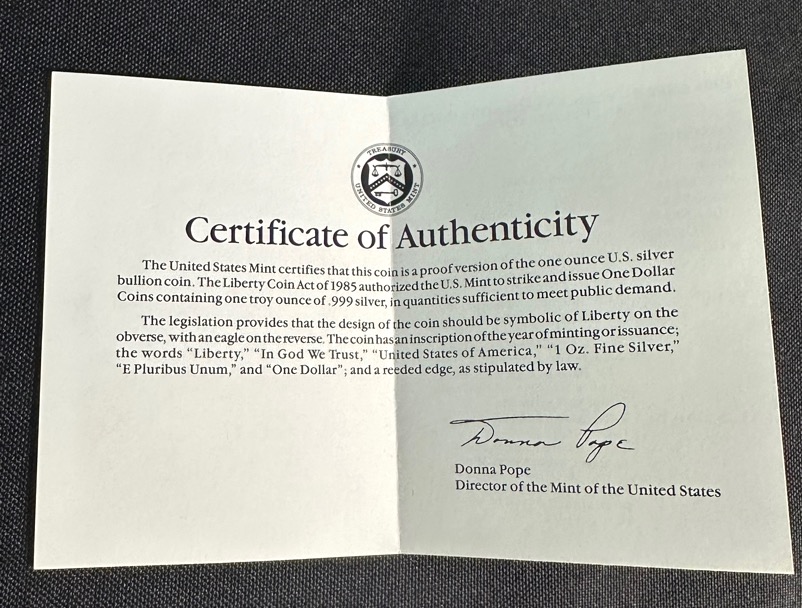 TREASURY
UNITED STATES MINT
Certificate of Authenticity
The United States Mint certifies that this coin is a proof version of the one ounce U.S. silver
bullion coin. The Liberty Coin Act of 1985 authorized the U.S. Mint to strike and issue One Dollar
Coins containing one troy ounce of .999 silver, in quantities sufficient to meet public demand.
The legislation provides that the design of the coin should be symbolic of Liberty on the
obverse, with an eagle on the reverse. The coin has an inscription of the year of minting or issuance;
the words “Liberty,” “In God We Trust,” “United States of America,” “1 Oz. Fine Silver,”
“E Pluribus Unum,” and “One Dollar”; and a reeded edge, as stipulated by law.
Donna Pope
Donna Pope
Director of the Mint of the United States